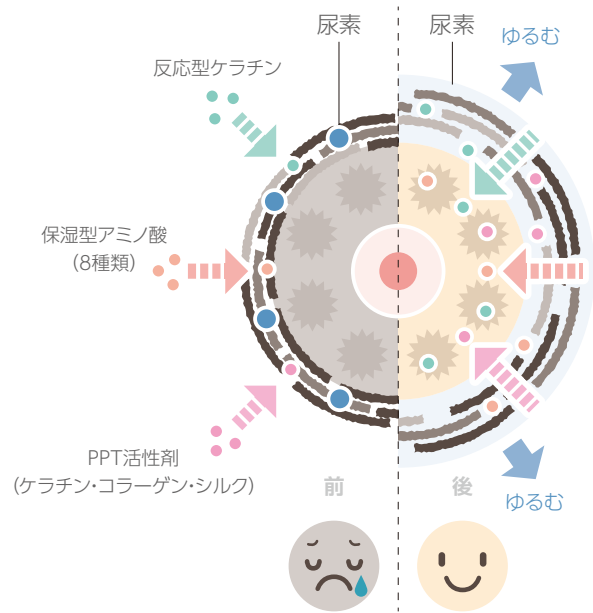 尿素
尿素
ゆるむ
反応型ケラチン
保湿型アミノ酸
（8種類）
PPT活性剤
（ケラチン・コラーゲン・シルク）
前
後
ゆるむ